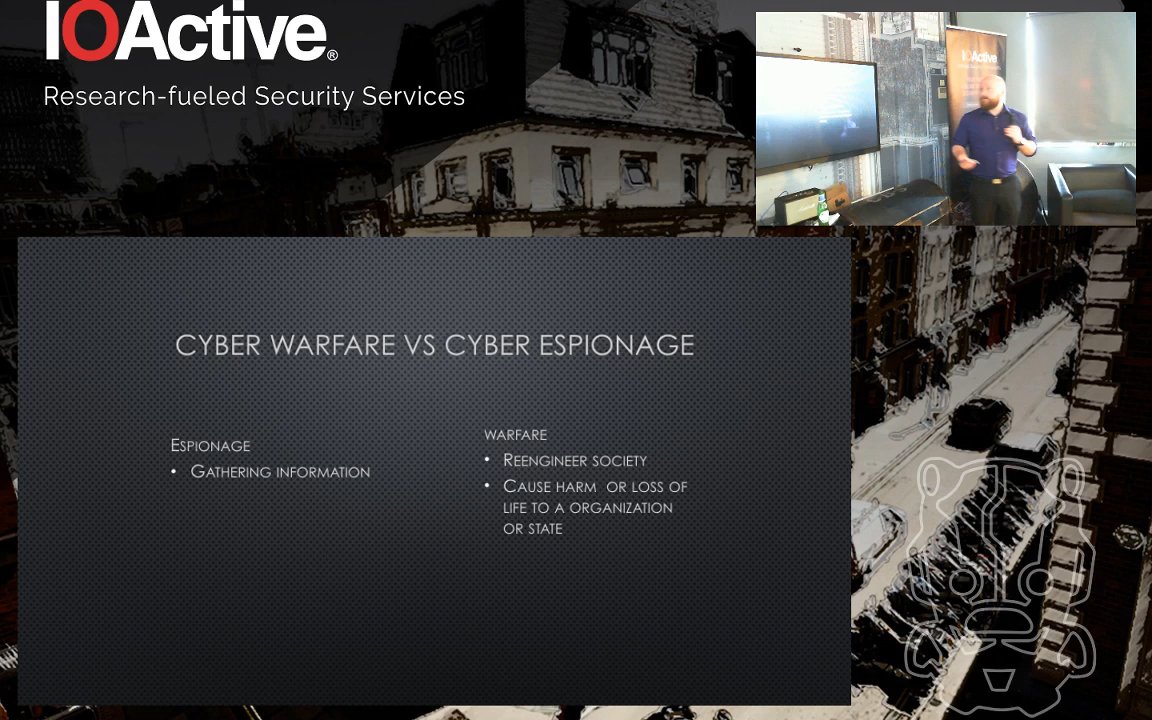 IOActive®
Research-fueled Security Services
IOActive
CYBER WARFARE VS CYBER ESPIONAGE
ESPIONAGE
• GATHERING INFORMATION
WARFARE
• REENGINEER SOCIETY
• CAUSE HARM OR LOSS OF
LIFE TO A ORGANIZATION
OR STATE